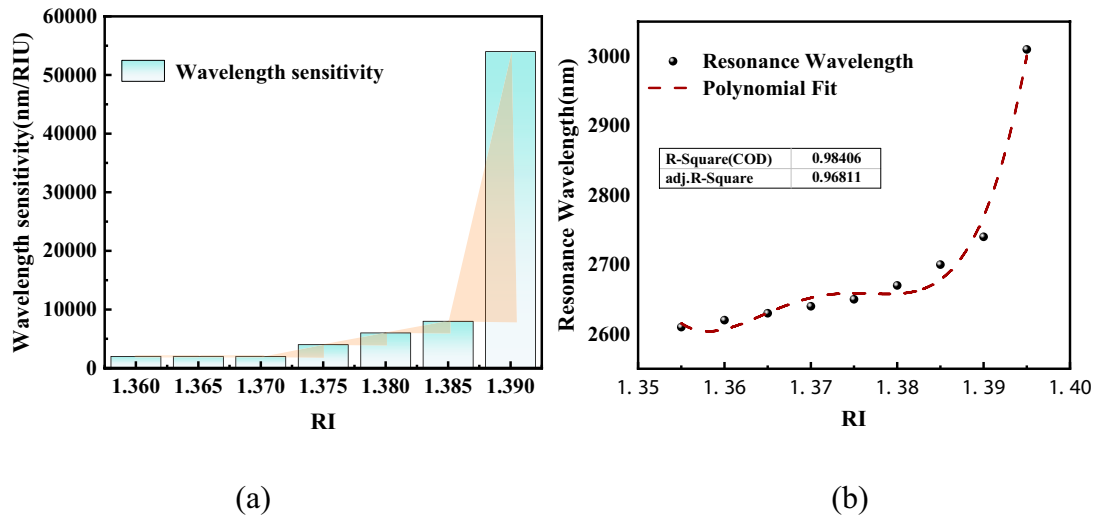 60000
50000
40000
30000
20000
10000
0
Wavelength sensitivity(nm/RIU)
Wavelength sensitivity
1.360 1.365 1.370 1.375 1.380 1.385 1.390
RI
(a)
3000
2900
2800
2700
2600
Resonance Wavelength(nm)
Resonance Wavelength
Polynomial Fit
R-Square(COD) 0.98406
adj.R-Square 0.96811
1. 35 1. 36 1. 37 1. 38 1. 39 1. 40
RI
(b)